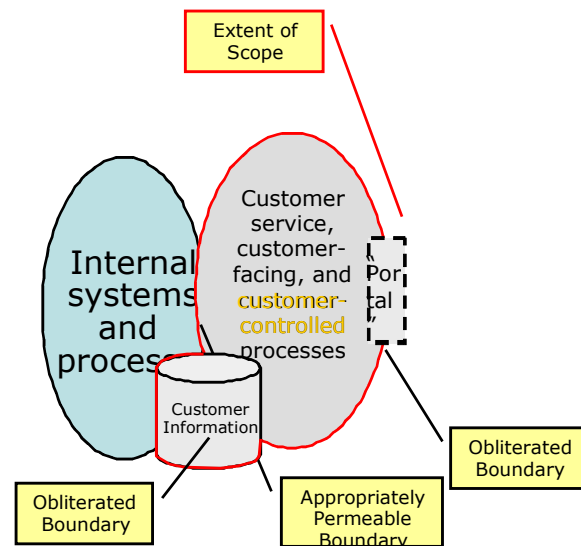 Extent of
Scope
Internal
systems
and
process
Customer
service,
customer-
facing, and
customer-
controlled
processes
“Por
tal
”
Customer
Information
Obliterated
Boundary
Appropriately
Permeable
Boundary
Obliterated
Boundary